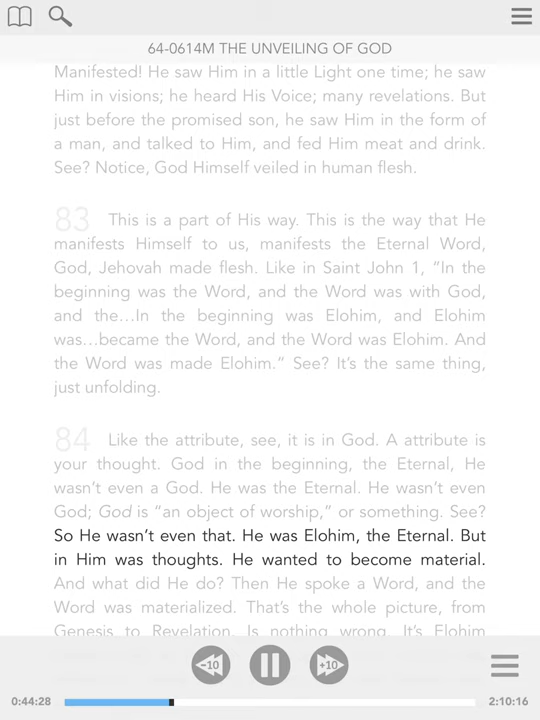 64-0614M THE UNVEILING OF GOD
Manifested! He saw Him in a little Light one time; he saw
Him in visions; he heard His Voice; many revelations. But
just before the promised son, he saw Him in the form of
a man, and talked to Him, and fed Him meat and drink.
See? Notice, God Himself veiled in human flesh.
83 This is a part of His way. This is the way that He
manifests Himself to us, manifests the Eternal Word,
God, Jehovah made flesh. Like in Saint John 1, “In the
beginning was the Word, and the Word was with God,
and the…In the beginning was Elohim, and Elohim
was…became the Word, and the Word was Elohim. And
the Word was made Elohim.” See? It’s the same thing,
just unfolding.
84 Like the attribute, see, it is in God. A attribute is
your thought. God in the beginning, the Eternal, He
wasn’t even a God. He was the Eternal. He wasn’t even
God; God is “an object of worship,” or something. See?
So He wasn’t even that. He was Elohim, the Eternal. But
in Him was thoughts. He wanted to become material.
And what did He do? Then He spoke a Word, and the
Word was materialized. That’s the whole picture, from
Genesis to Revelation. Is nothing wrong. It’s Elohim
-10 +10
0:44:28 2:10:16